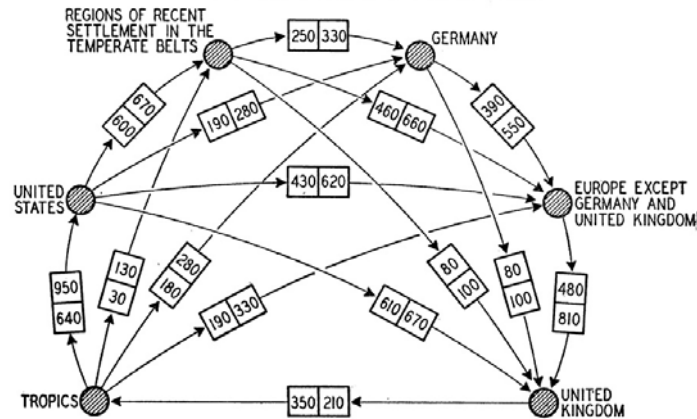 REGIONS OF RECENT
SETTLEMENT IN THE
TEMPERATE BELTS
250 330
GERMANY
670
600
190 280
460 660
390
550
UNITED
STATES
430 620
EUROPE EXCEPT
GERMANY AND
UNITED KINGDOM
950
640
130
30
280
180
190 330
610 670
80
100
80
100
480
810
TROPICS
350 210
UNITED
KINGDOM